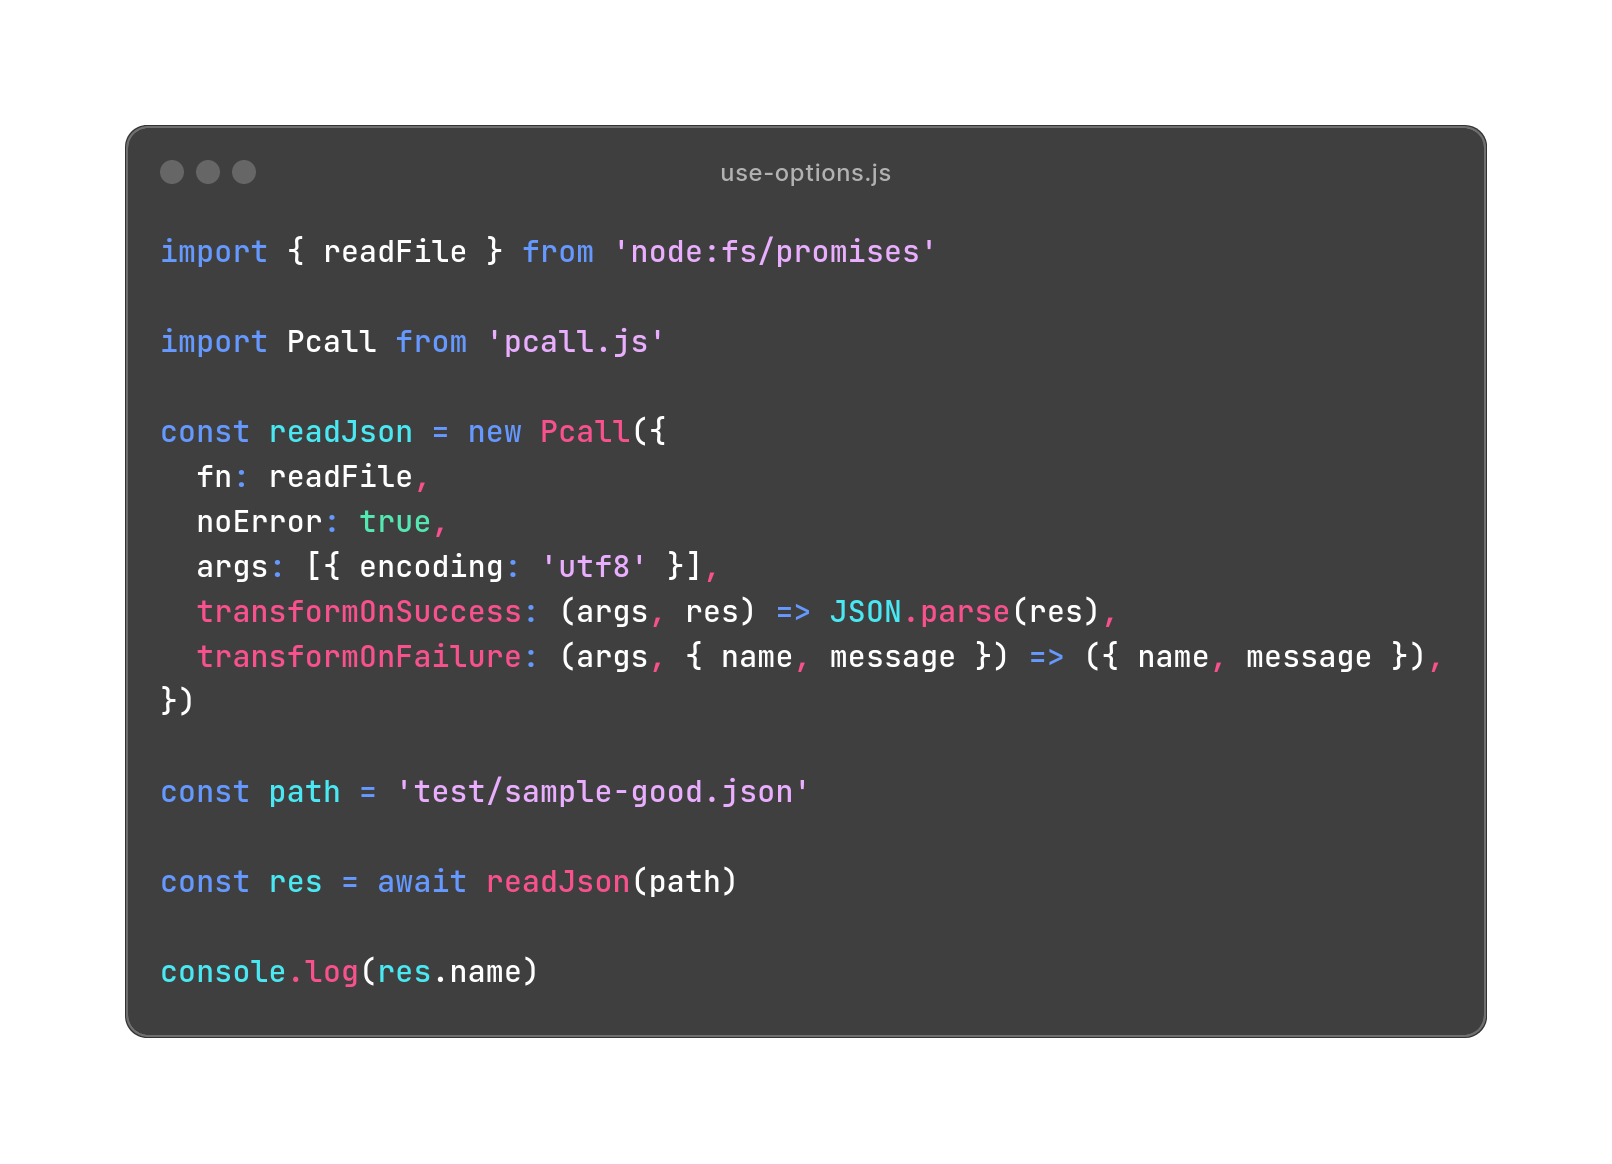 use-options.js
import { readFile } from 'node:fs/promises'
import Pcall from 'pcall.js'
const readJson = new Pcall({
  fn: readFile,
  noError: true,
  args: [{ encoding: 'utf8' }],
  transformOnSuccess: (args, res) => JSON.parse(res),
  transformOnFailure: (args, { name, message }) => ({ name, message }),
})
const path = 'test/sample-good.json'
const res = await readJson(path)
console.log(res.name)